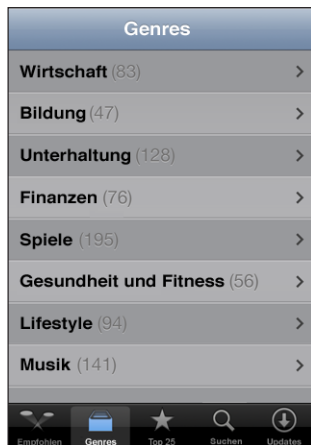 Genres
Wirtschaft (83)
Bildung (47)
Unterhaltung (128)
Finanzen (76)
Spiele (195)
Gesundheit und Fitness (56)
Lifestyle (94)
Musik (141)
Empfohlen Genres Top 25 Suchen Updates